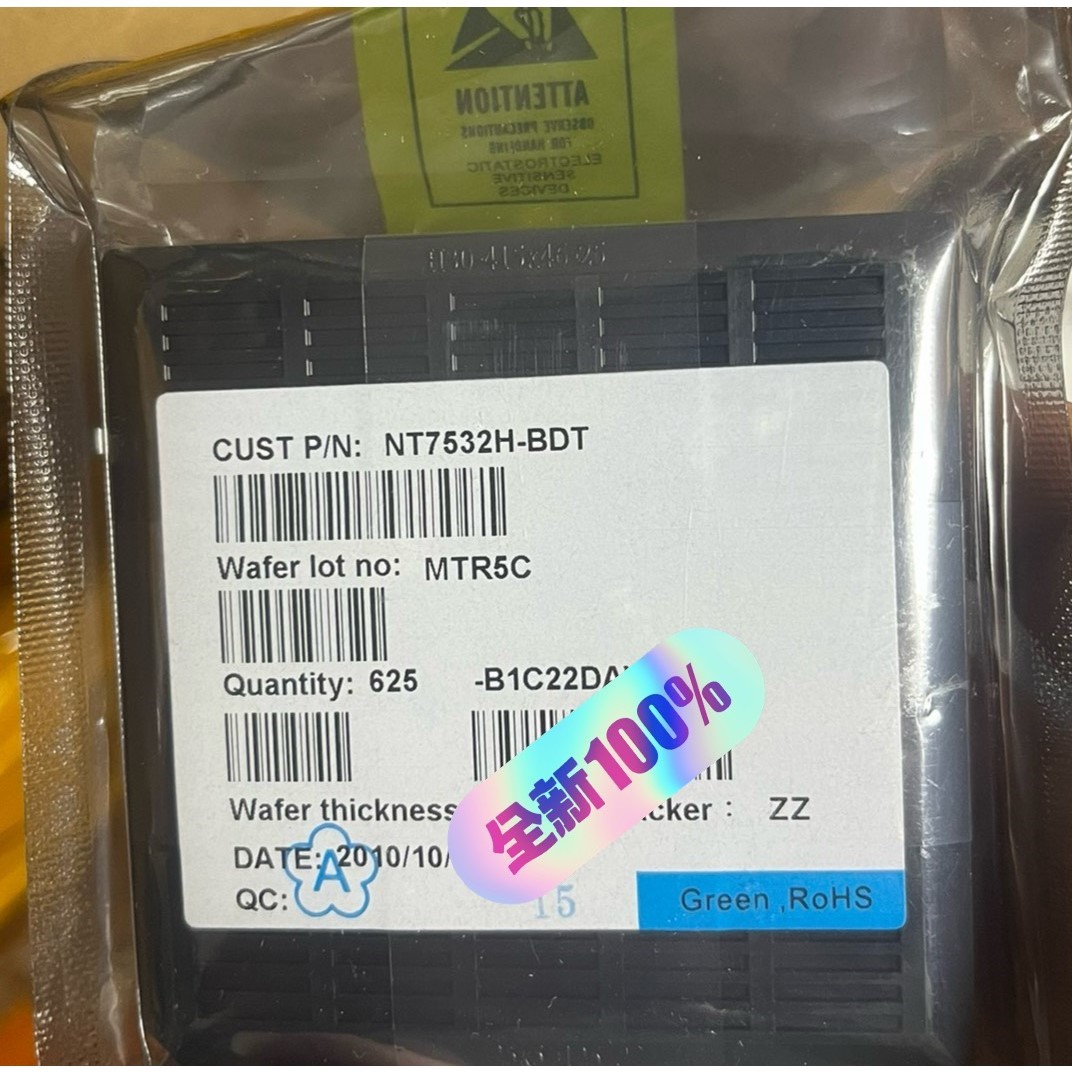 ATTENTION
OBSERVE PRECAUTIONS
FOR HANDLING
ELECTROSTATIC
SENSITIVE
DEVICES
CUST P/N: NT7532H-BDT
Wafer lot no: MTR5C
Quantity: 625 -B1C22DA
Wafer thickness cker : ZZ
DATE: 2010/10/
QC: A 15
Green ,RoHS
全新100%